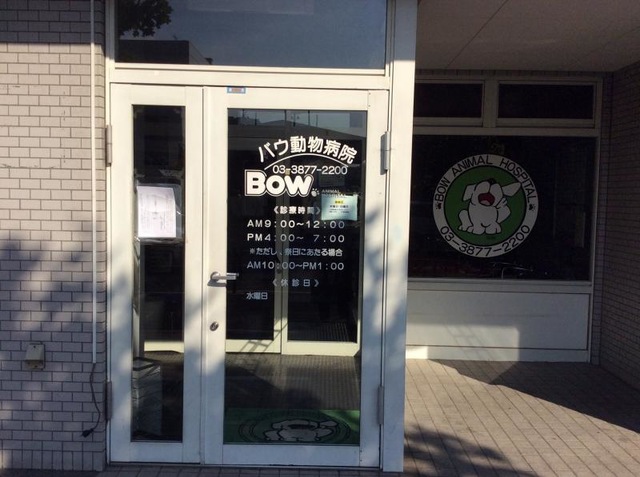 バウ動物病院
03-3877-2200
BOW ANIMAL
《診療時間》
AM9:00〜12:00
PM4:00〜 7:00
※ただし、祭日にあたる場合
AM10:00〜PM1:00
《休診日》
水曜日
BOW ANIMAL HOSPITAL
03-3877-2200